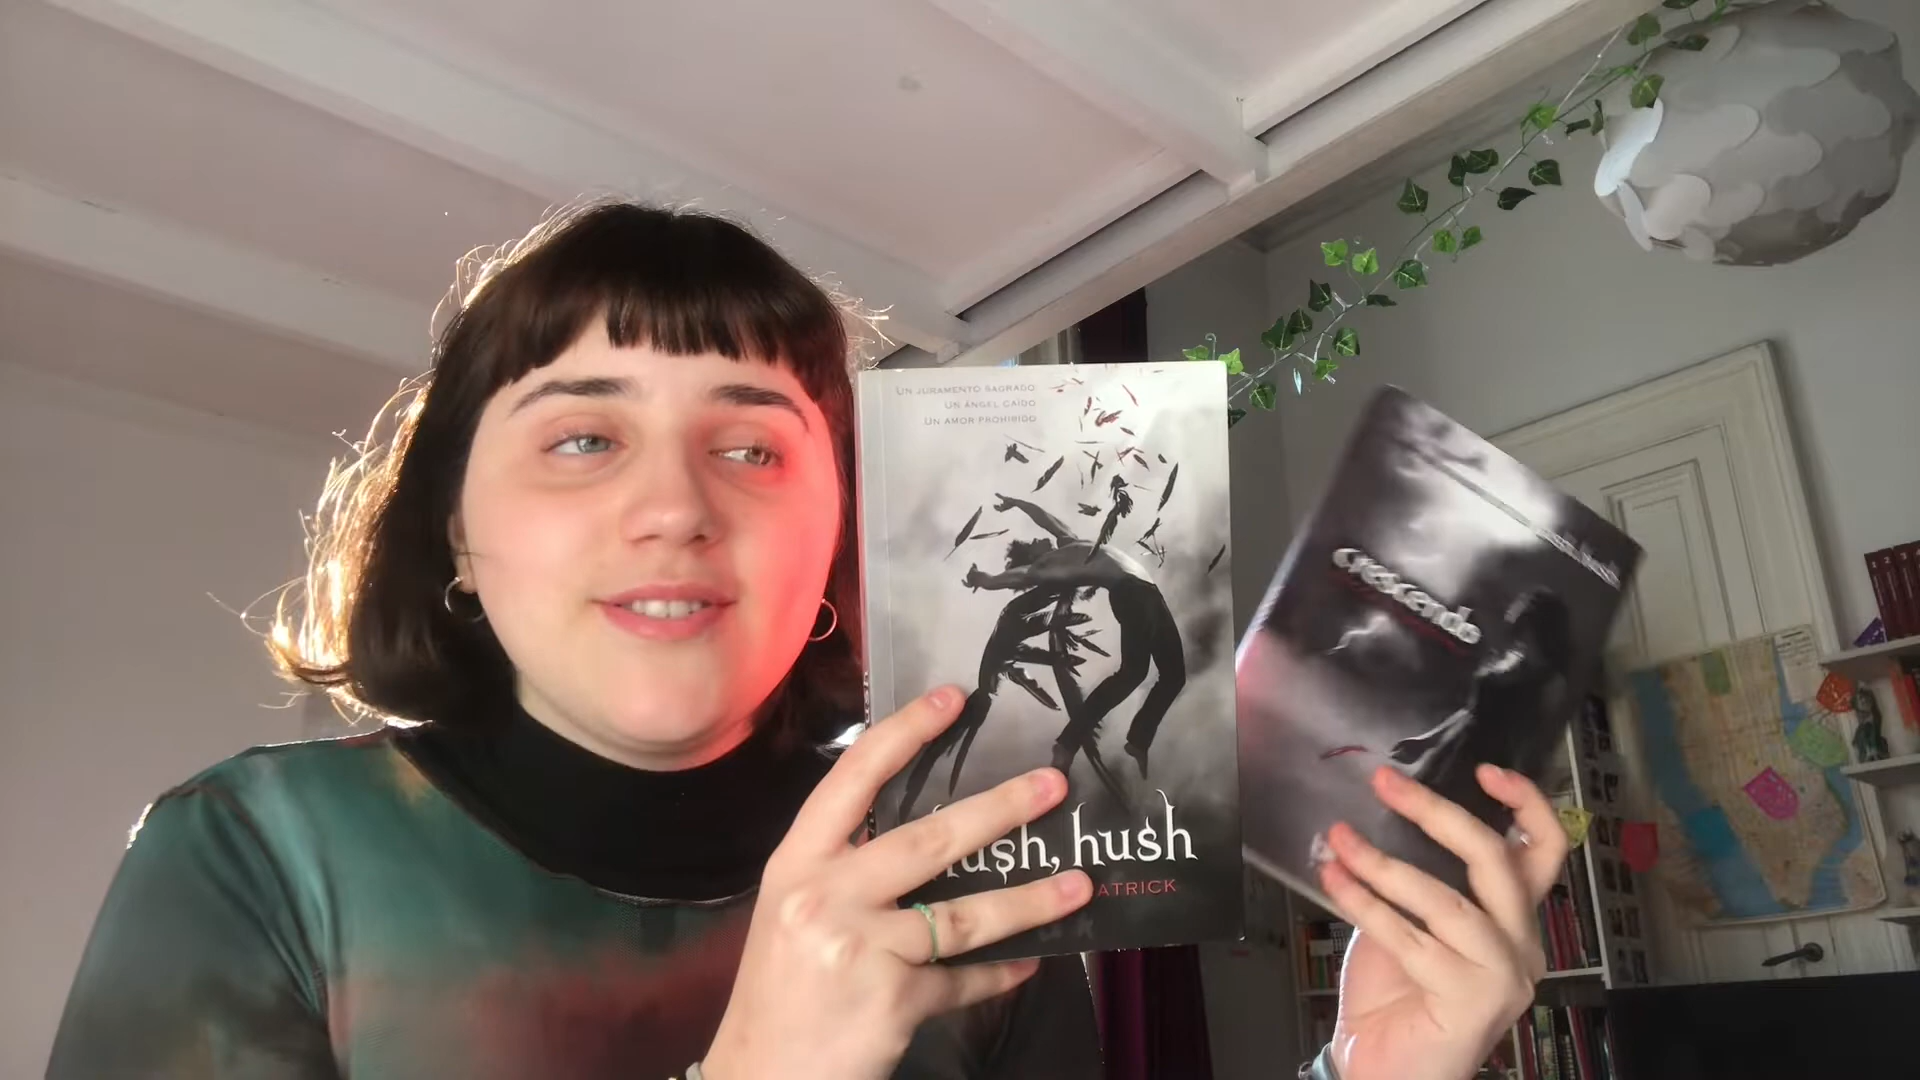 UN JURAMENTO SAGRADO
UN ÁNGEL CAÍDO
UN AMOR PROHIBIDO
hush, hush
ATRICK
crescendo